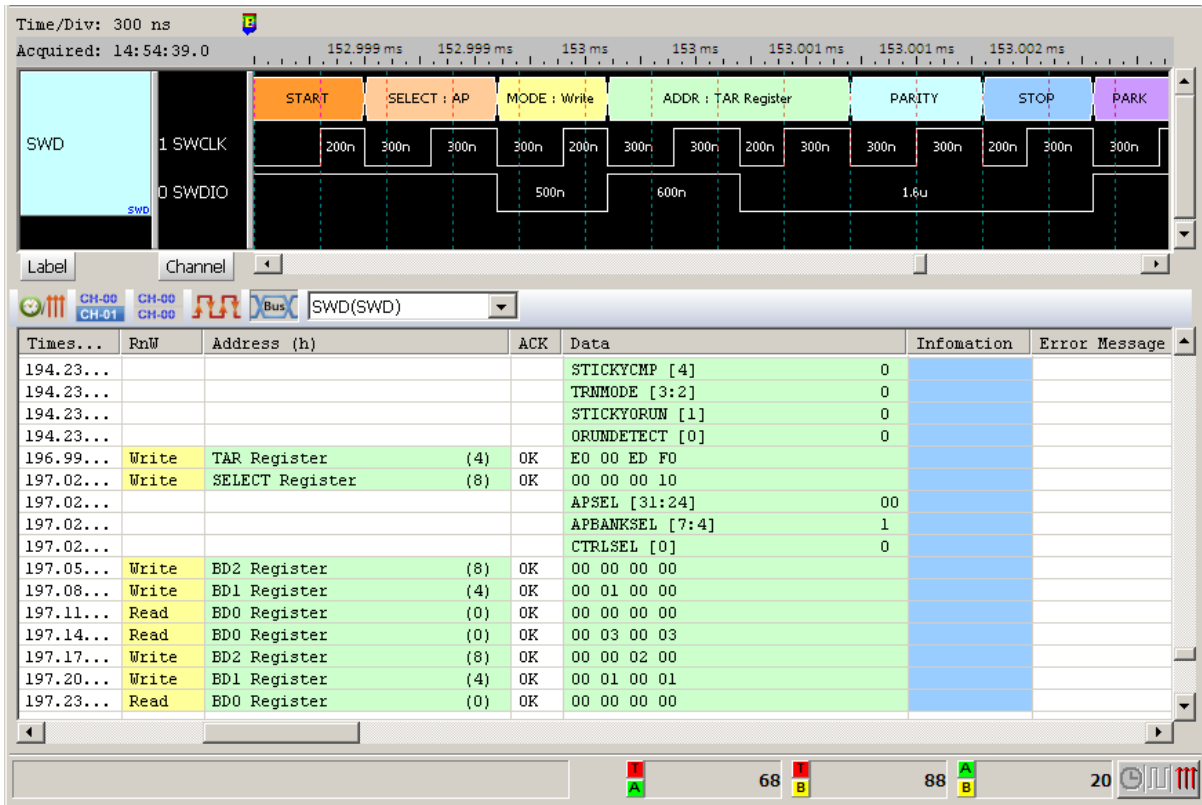 Time/Div: 300 ns
Acquired: 14:54:39.0 152.999 ms 152.999 ms 153 ms 153 ms 153.001 ms 153.001 ms 153.002 ms
START SELECT : AP MODE : Write ADDR : TAR Register PARITY STOP PARK
SWD 1 SWCLK 200n 300n 300n 300n 200n 300n 300n 200n 300n 300n 300n 200n 300n 300n
0 SWDIO 500n 600n 1.6u
SWD
Label Channel
CH-00 CH-00
CH-01 CH-00 Bus SWD(SWD)
Times... RnW Address (h) ACK Data Infomation Error Message
194.23... STICKYCMP [4] 0
194.23... TRNMODE [3:2] 0
194.23... STICKYORUN [1] 0
194.23... ORUNDETECT [0] 0
196.99... Write TAR Register (4) OK E0 00 ED F0
197.02... Write SELECT Register (8) OK 00 00 00 10
197.02... APSEL [31:24] 00
197.02... APBANKSEL [7:4] 1
197.02... CTRLSEL [0] 0
197.05... Write BD2 Register (8) OK 00 00 00 00
197.08... Write BD1 Register (4) OK 00 01 00 00
197.11... Read BD0 Register (0) OK 00 00 00 00
197.14... Read BD0 Register (0) OK 00 03 00 03
197.17... Write BD2 Register (8) OK 00 00 02 00
197.20... Write BD1 Register (4) OK 00 01 00 01
197.23... Read BD0 Register (0) OK 00 00 00 00
T A 68 T B 88 A B 20